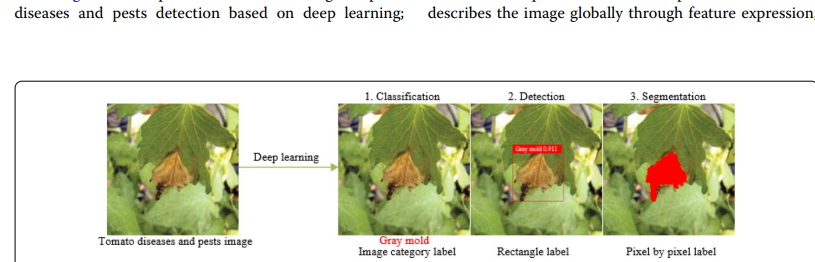 diseases and pests detection based on deep learning;
describes the image globally through feature expression,
1. Classification
2. Detection
3. Segmentation
Deep learning
Gray mold 0.911
Tomato diseases and pests image
Gray mold
Image category label
Rectangle label
Pixel by pixel label